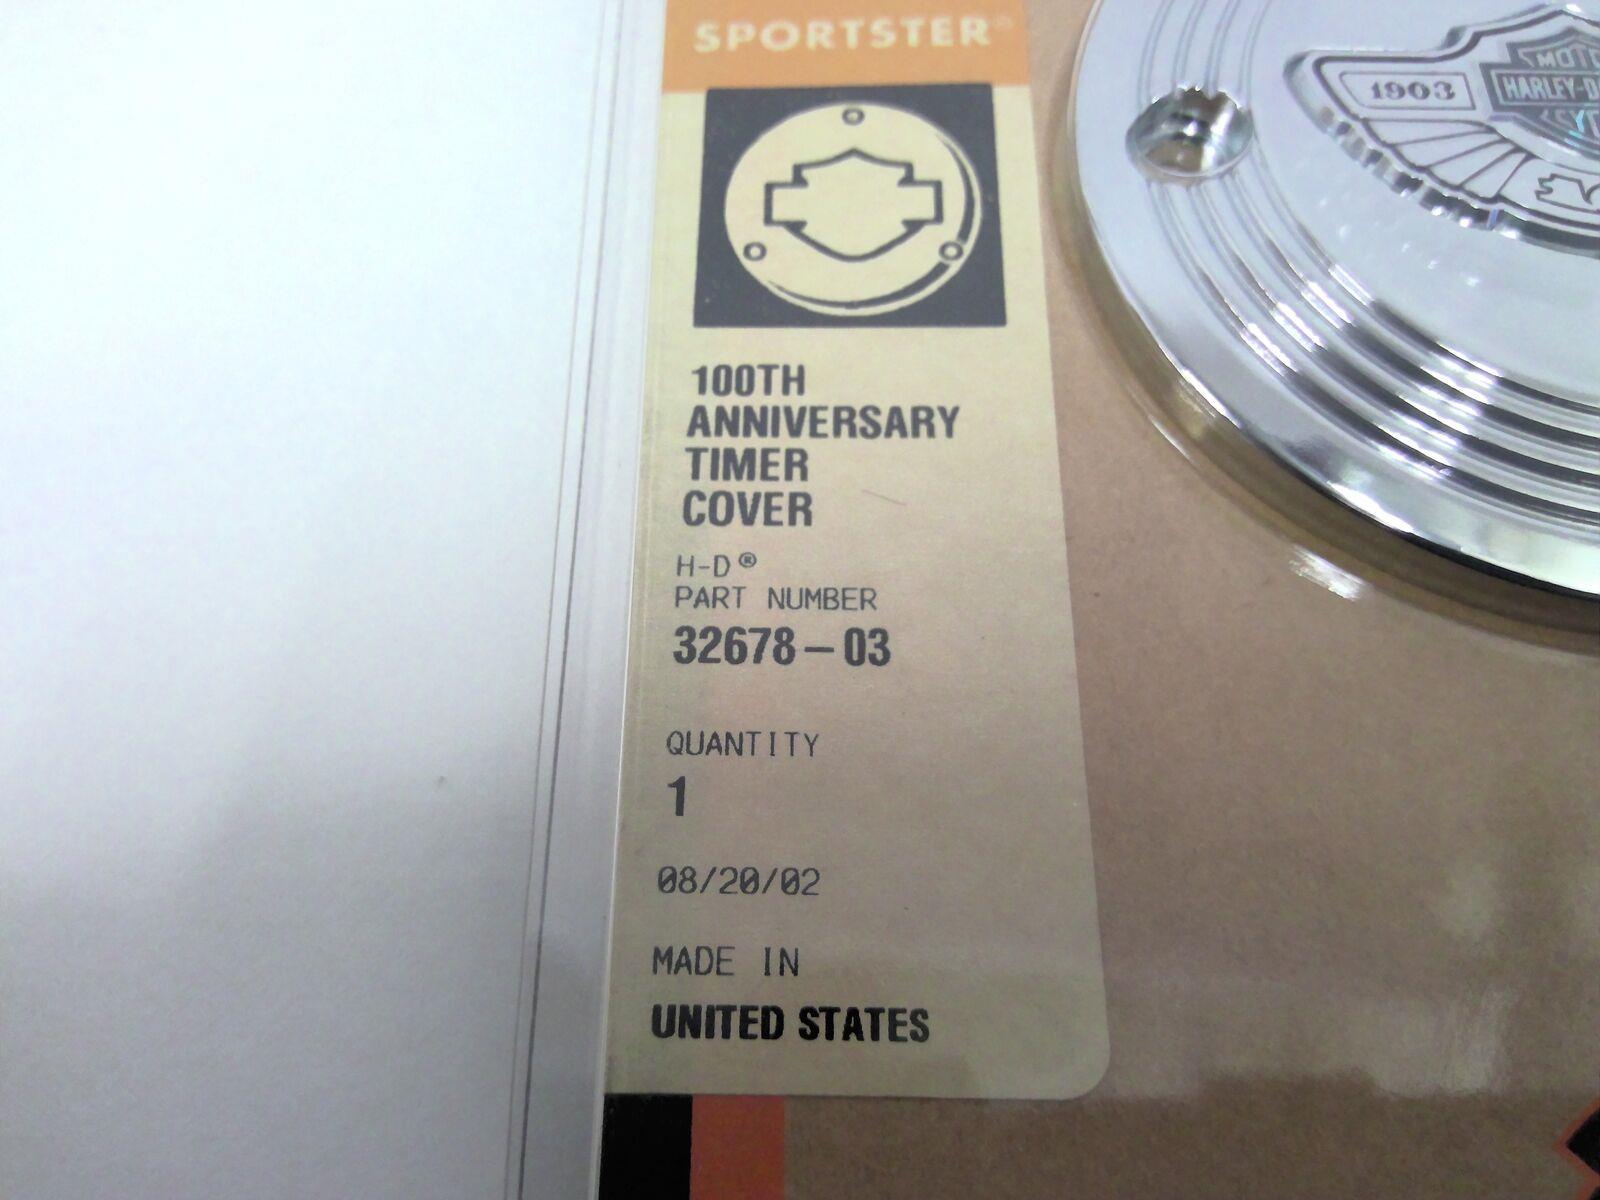 SPORTSTER®
100TH
ANNIVERSARY
TIMER
COVER
H-D®
PART NUMBER
32678-03
QUANTITY
1
08/20/02
MADE IN
UNITED STATES
1903
HARLEY-D